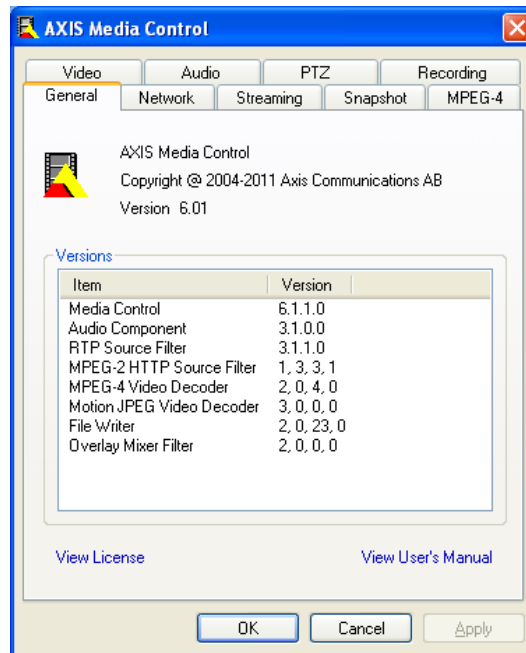 AXIS Media Control
Video Audio PTZ Recording
General Network Streaming Snapshot MPEG-4
AXIS Media Control
Copyright @ 2004-2011 Axis Communications AB
Version 6.01
Versions
Item Version
Media Control 6.1.1.0
Audio Component 3.1.0.0
RTP Source Filter 3.1.1.0
MPEG-2 HTTP Source Filter 1, 3, 3, 1
MPEG-4 Video Decoder 2, 0, 4, 0
Motion JPEG Video Decoder 3, 0, 0, 0
File Writer 2, 0, 23, 0
Overlay Mixer Filter 2, 0, 0, 0
View License View User's Manual
OK Cancel Apply